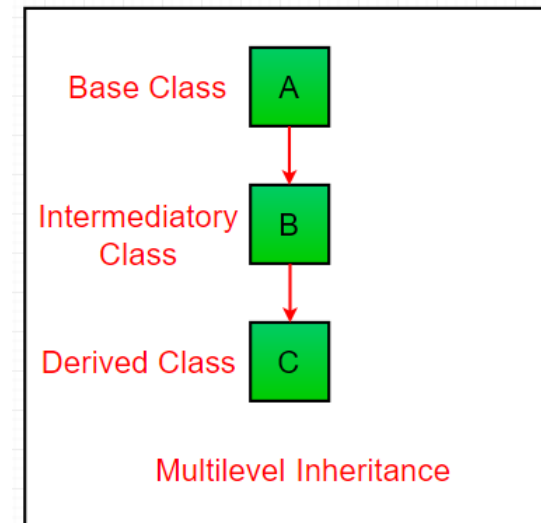 Base Class A
Intermediatory
Class B
Derived Class C
Multilevel Inheritance